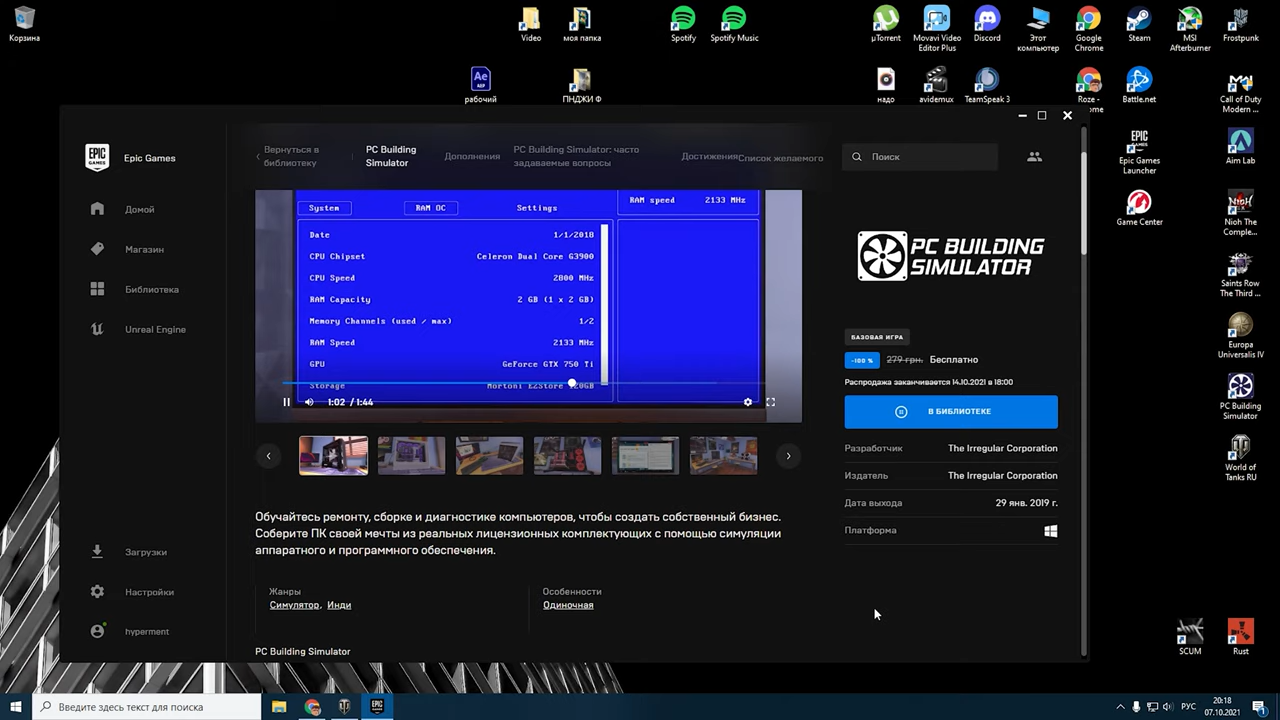 Корзина
Video
моя папка
Spotify
Spotify Music
µTorrent
Movavi Video
Editor Plus
Discord
Этот
компьютер
Google
Chrome
Steam
MSI
Afterburner
Frostpunk
Ae
AEP
рабочий
ПНДЖИ Ф
надо
avidemux
TeamSpeak 3
Roze -
Battle.net
Call of Duty
Modern ...
Epic Games
Launcher
Aim Lab
Game Center
Nioh The
Comple...
Saints Row
The Third ...
Europa
Universalis IV
PC Building
Simulator
World of
Tanks RU
SCUM
Rust
EPIC
GAMES
Epic Games
Домой
Магазин
Библиотека
Unreal Engine
Загрузки
Настройки
hyperment
Вернуться в
библиотеку
PC Building
Simulator
Дополнения
PC Building Simulator: часто
задаваемые вопросы
Достижения
Список желаемого
Поиск
System
RAM OC
Settings
RAM speed 2133 MHz
Date 1/1/2018
CPU Chipset Celeron Dual Core G3900
CPU Speed 2800 MHz
RAM Capacity 2 GB (1 x 2 GB)
Memory Channels (used / max) 1/2
RAM Speed 2133 MHz
GPU GeForce GTX 750 Ti
Storage Mortoni EZStore 120GB
1:02 / 1:44
Обучайтесь ремонту, сборке и диагностике компьютеров, чтобы создать собственный бизнес.
Соберите ПК своей мечты из реальных лицензионных комплектующих с помощью симуляции
аппаратного и программного обеспечения.
Жанры
Симулятор, Инди
Особенности
Одиночная
PC Building Simulator
PC BUILDING
SIMULATOR
БАЗОВАЯ ИГРА
-100 % 279 грн. Бесплатно
Распродажа заканчивается 14.10.2021 в 18:00
В БИБЛИОТЕКЕ
Разработчик The Irregular Corporation
Издатель The Irregular Corporation
Дата выхода 29 янв. 2019 г.
Платформа
Введите здесь текст для поиска
РУС
20:18
07.10.2021
1